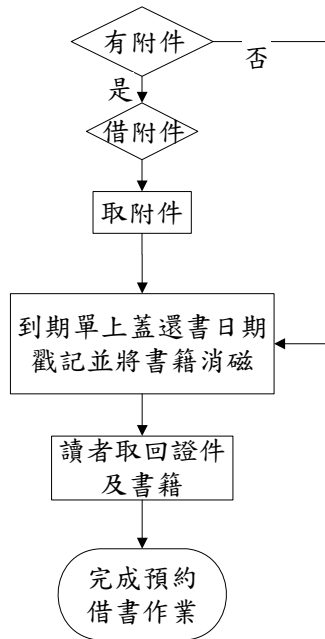 有附件
否
是
借附件
取附件
到期單上蓋還書日期
戳記並將書籍消磁
讀者取回證件
及書籍
完成預約
借書作業